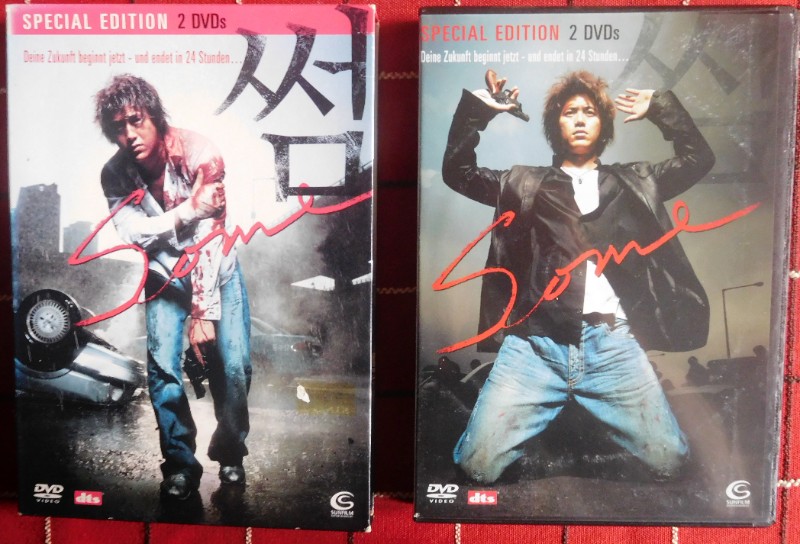 SPECIAL EDITION 2 DVDs
Deine Zukunft beginnt jetzt - und endet in 24 Stunden...
썸
Some
DVD
VIDEO
dts
SUNFILM
SPECIAL EDITION 2 DVDs
Deine Zukunft beginnt jetzt - und endet in 24 Stunden...
썸
Some
DVD
VIDEO
dts
SUNFILM